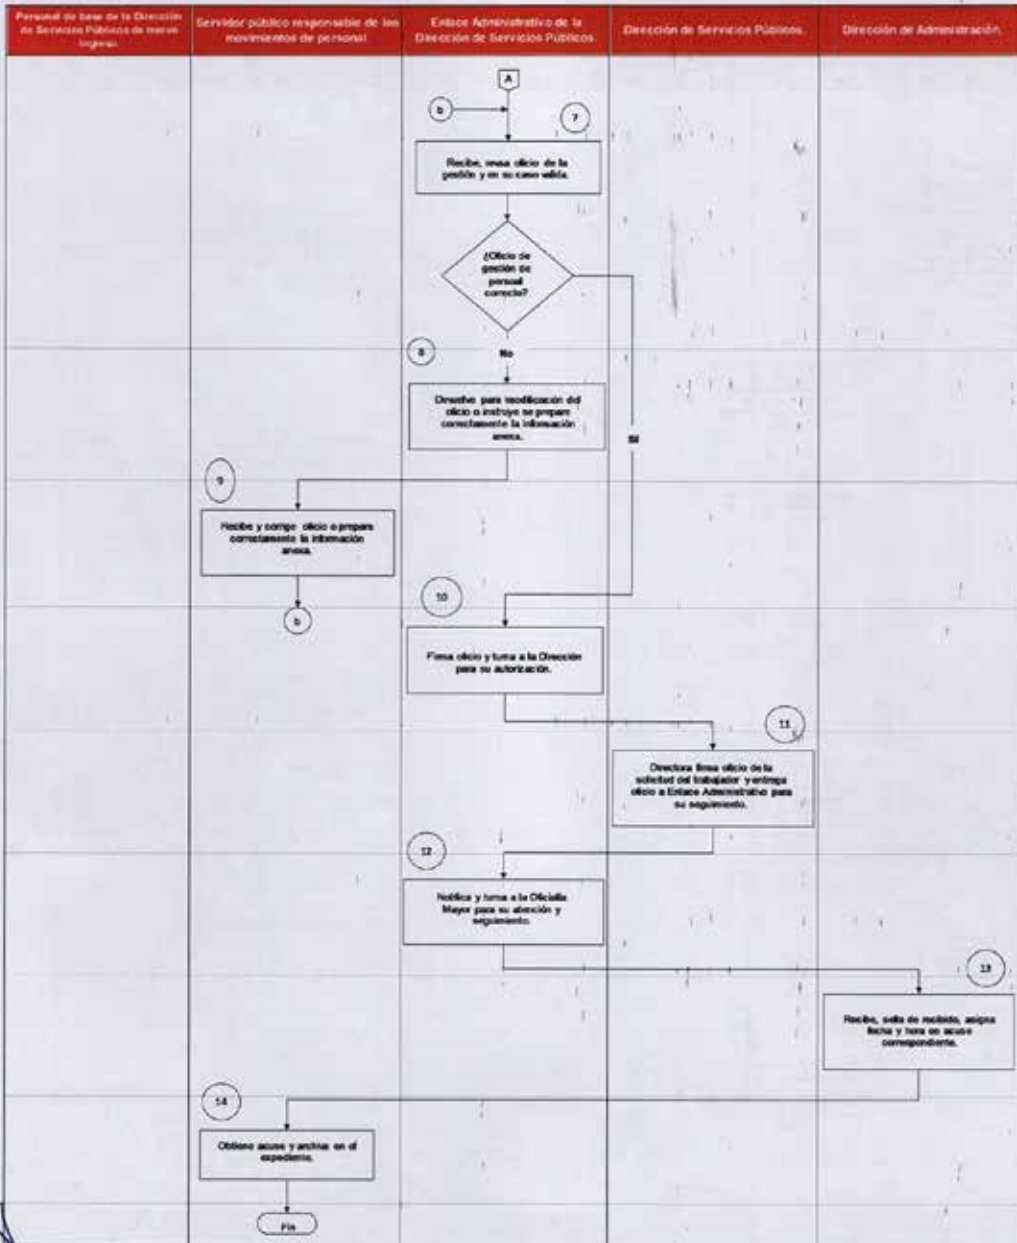 Personal de base de la Dirección
de Servicios Públicos de nuevo
ingreso.
Servidor público responsable de los
movimientos de personal
Enlace Administrativo de la
Dirección de Servicios Públicos.
Dirección de Servicios Públicos.
Dirección de Administración.
A
b
7
Recibe, revisa oficio de la
gestión y en su caso valida.
¿Oficio de
gestión de
personal
correcto?
8
No
Devuelve para modificación del
oficio o instruye se prepare
correctamente la información
anexa.
SI
9
Recibe y corrige oficio o prepara
correctamente la información
anexa.
b
10
Firma oficio y turna a la Dirección
para su autorización.
11
Directora firma oficio de la
solicitud del trabajador y entrega
oficio a Enlace Administrativo para
su seguimiento.
12
Notifica y turna a la Oficialía
Mayor para su atención y
seguimiento.
13
Recibe, sella de recibido, asigna
fecha y hora en acuse
correspondiente.
14
Obtiene acuse y archiva en el
expediente.
Fin